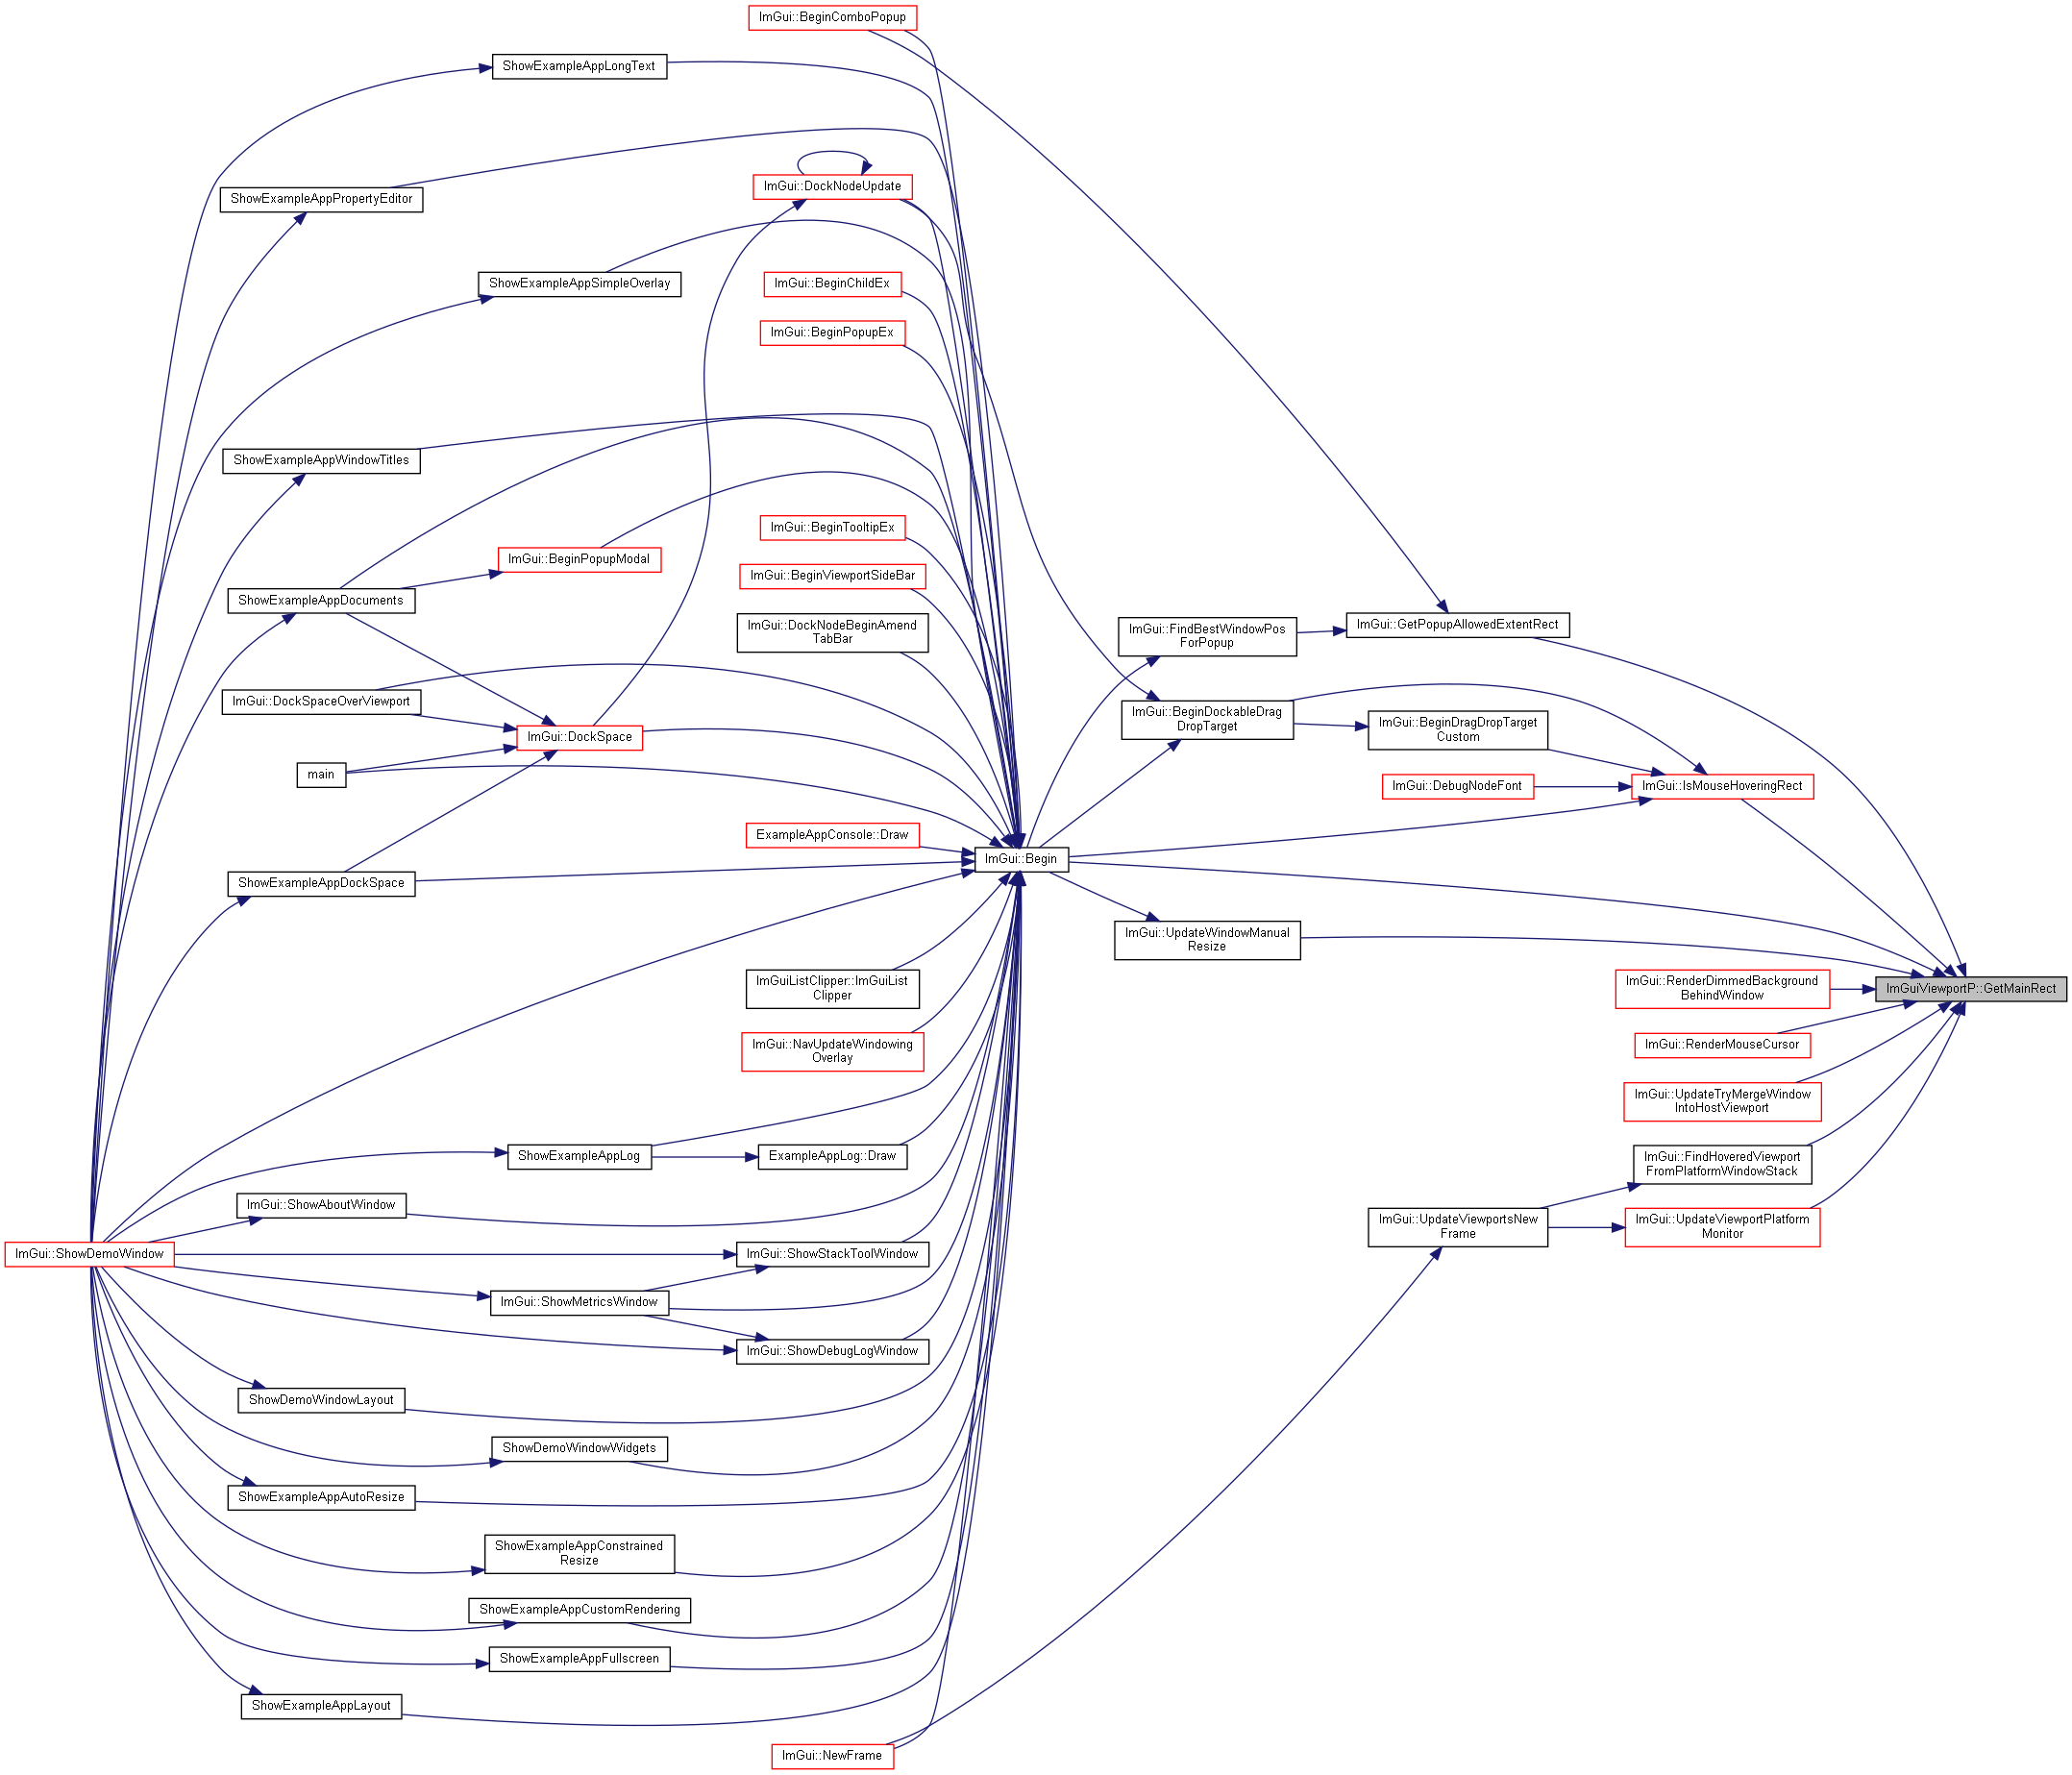 ImGui::BeginComboPopup
ShowExampleAppLongText
ImGui::DockNodeUpdate
ShowExampleAppPropertyEditor
ShowExampleAppSimpleOverlay
ImGui::BeginChildEx
ImGui::BeginPopupEx
ShowExampleAppWindowTitles
ImGui::BeginTooltipEx
ImGui::BeginPopupModal
ImGui::BeginViewportSideBar
ShowExampleAppDocuments
ImGui::DockNodeBeginAmend
TabBar
ImGui::FindBestWindowPos
ForPopup
ImGui::GetPopupAllowedExtentRect
ImGui::DockSpaceOverViewport
ImGui::BeginDockableDrag
DropTarget
ImGui::BeginDragDropTarget
Custom
ImGui::DockSpace
main
ImGui::DebugNodeFont
ImGui::IsMouseHoveringRect
ExampleAppConsole::Draw
ImGui::Begin
ShowExampleAppDockSpace
ImGui::UpdateWindowManual
Resize
ImGuiListClipper::ImGuiList
Clipper
ImGui::RenderDimmedBackground
BehindWindow
ImGuiViewportP::GetMainRect
ImGui::NavUpdateWindowing
Overlay
ImGui::RenderMouseCursor
ImGui::UpdateTryMergeWindow
IntoHostViewport
ShowExampleAppLog
ExampleAppLog::Draw
ImGui::FindHoveredViewport
FromPlatformWindowStack
ImGui::ShowAboutWindow
ImGui::UpdateViewportsNew
Frame
ImGui::UpdateViewportPlatform
Monitor
ImGui::ShowDemoWindow
ImGui::ShowStackToolWindow
ImGui::ShowMetricsWindow
ImGui::ShowDebugLogWindow
ShowDemoWindowLayout
ShowDemoWindowWidgets
ShowExampleAppAutoResize
ShowExampleAppConstrained
Resize
ShowExampleAppCustomRendering
ShowExampleAppFullscreen
ShowExampleAppLayout
ImGui::NewFrame